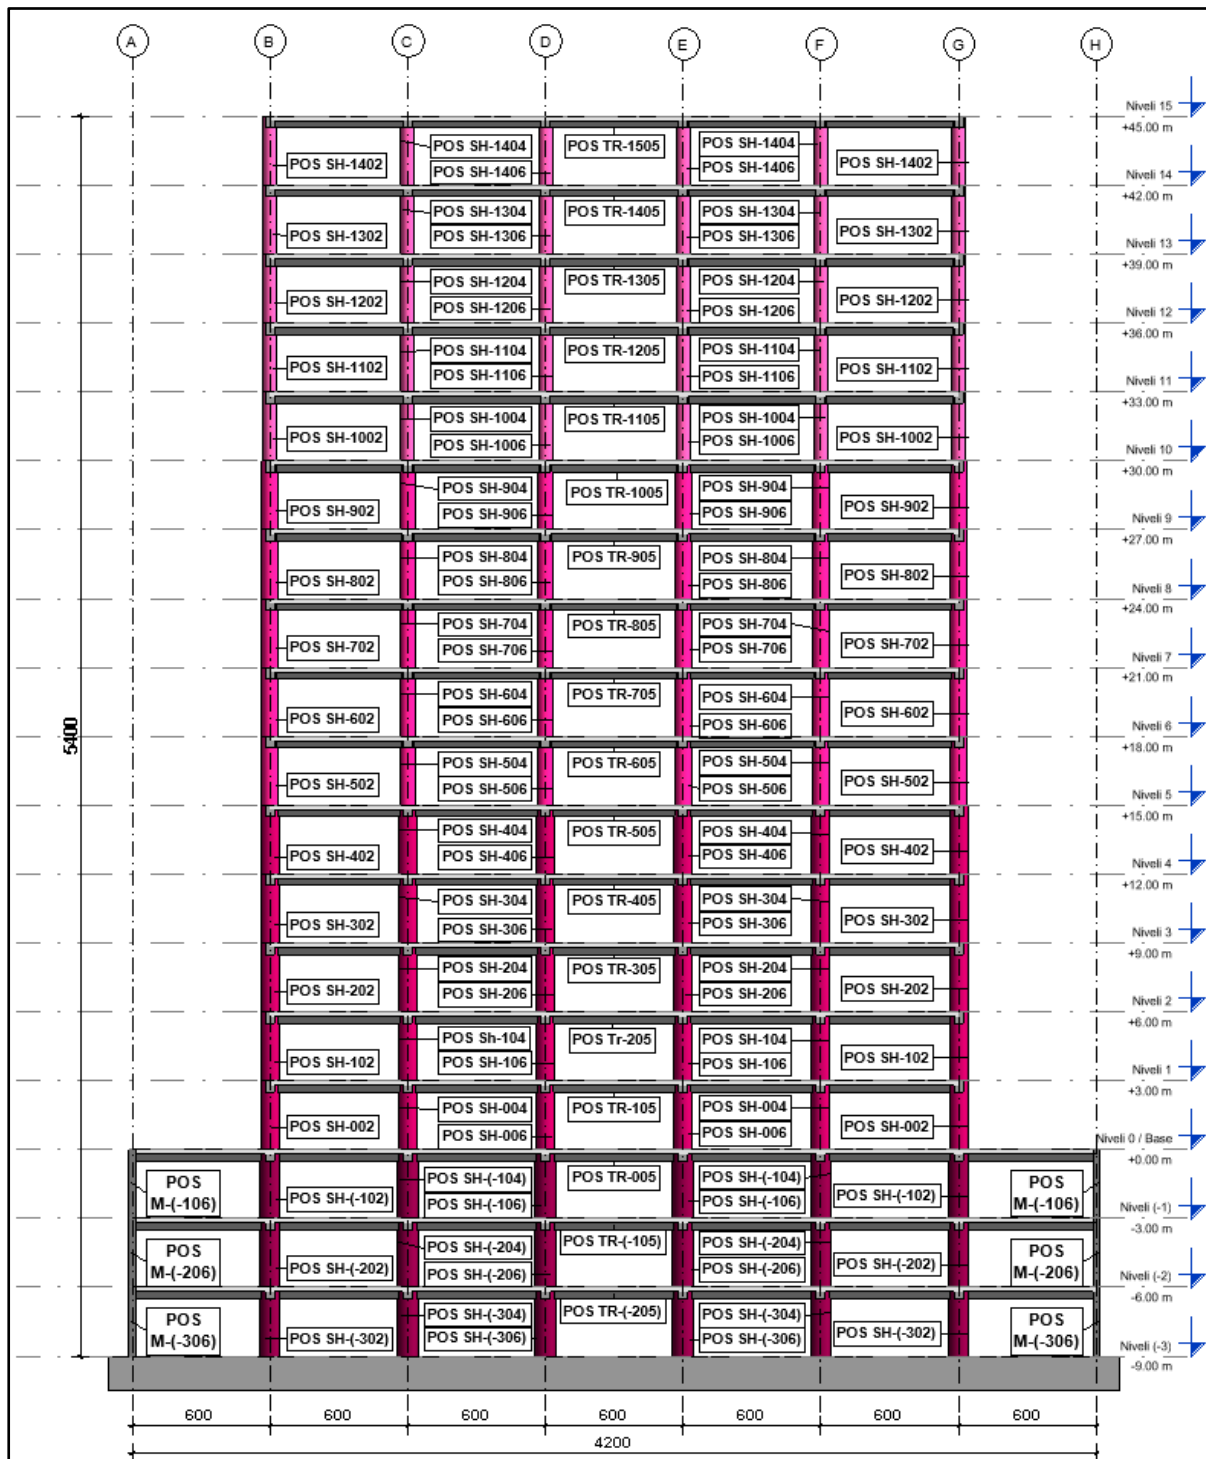 A B C D E F G H
Niveli 15
+45.00 m
POS SH-1404 POS TR-1505 POS SH-1404
POS SH-1402 POS SH-1406 POS SH-1406 POS SH-1402
Niveli 14
+42.00 m
POS SH-1304 POS TR-1405 POS SH-1304
POS SH-1302 POS SH-1306 POS SH-1306 POS SH-1302
Niveli 13
+39.00 m
POS SH-1204 POS TR-1305 POS SH-1204
POS SH-1202 POS SH-1206 POS SH-1206 POS SH-1202
Niveli 12
+36.00 m
POS SH-1104 POS TR-1205 POS SH-1104
POS SH-1102 POS SH-1106 POS SH-1106 POS SH-1102
Niveli 11
+33.00 m
POS SH-1004 POS TR-1105 POS SH-1004
POS SH-1002 POS SH-1006 POS SH-1006 POS SH-1002
Niveli 10
+30.00 m
POS SH-904 POS TR-1005 POS SH-904
POS SH-902 POS SH-906 POS SH-906 POS SH-902
Niveli 9
+27.00 m
POS SH-804 POS TR-905 POS SH-804
POS SH-802 POS SH-806 POS SH-806 POS SH-802
Niveli 8
+24.00 m
POS SH-704 POS TR-805 POS SH-704
POS SH-702 POS SH-706 POS SH-706 POS SH-702
Niveli 7
+21.00 m
POS SH-604 POS TR-705 POS SH-604
POS SH-602 POS SH-606 POS SH-606 POS SH-602
Niveli 6
+18.00 m
5400
POS SH-504 POS TR-605 POS SH-504
POS SH-502 POS SH-506 POS SH-506 POS SH-502
Niveli 5
+15.00 m
POS SH-404 POS TR-505 POS SH-404
POS SH-402 POS SH-406 POS SH-406 POS SH-402
Niveli 4
+12.00 m
POS SH-304 POS TR-405 POS SH-304
POS SH-302 POS SH-306 POS SH-306 POS SH-302
Niveli 3
+9.00 m
POS SH-204 POS TR-305 POS SH-204
POS SH-202 POS SH-206 POS SH-206 POS SH-202
Niveli 2
+6.00 m
POS Sh-104 POS Tr-205 POS SH-104
POS SH-102 POS SH-106 POS SH-106 POS SH-102
Niveli 1
+3.00 m
POS SH-004 POS TR-105 POS SH-004
POS SH-002 POS SH-006 POS SH-006 POS SH-002
Niveli 0 / Base
+0.00 m
POS SH-(-104) POS TR-005 POS SH-(-104)
POS M-(-106) POS SH-(-102) POS SH-(-106) POS SH-(-106) POS SH-(-102) POS M-(-106)
Niveli (-1)
-3.00 m
POS SH-(-204) POS TR-(-105) POS SH-(-204)
POS M-(-206) POS SH-(-202) POS SH-(-206) POS SH-(-206) POS SH-(-202) POS M-(-206)
Niveli (-2)
-6.00 m
POS SH-(-304) POS TR-(-205) POS SH-(-304)
POS M-(-306) POS SH-(-302) POS SH-(-306) POS SH-(-306) POS SH-(-302) POS M-(-306)
Niveli (-3)
-9.00 m
600 600 600 600 600 600 600
4200